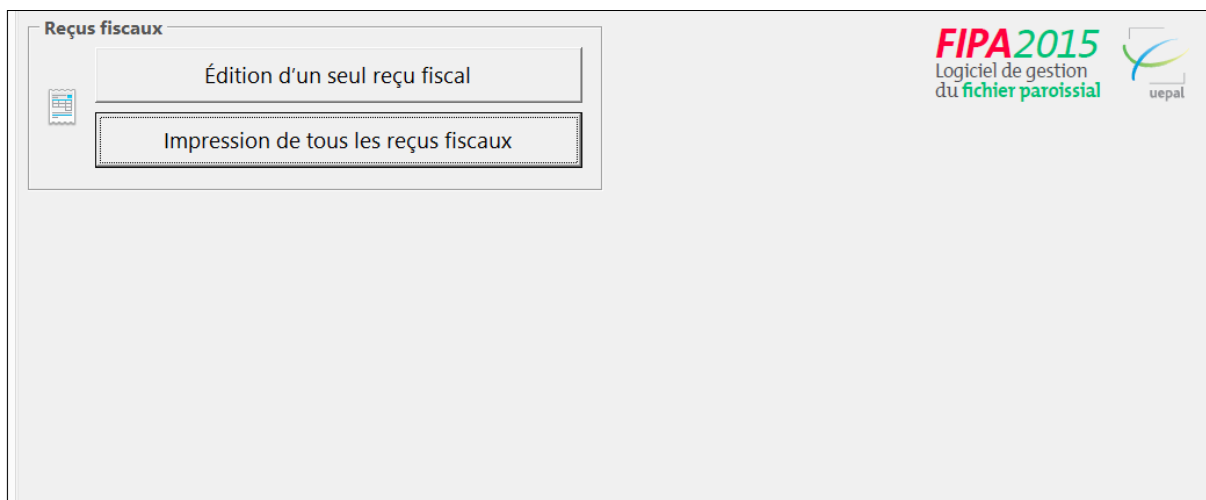 Reçus fiscaux
Édition d'un seul reçu fiscal
Impression de tous les reçus fiscaux
FIPA2015
Logiciel de gestion
du fichier paroissial
uepal